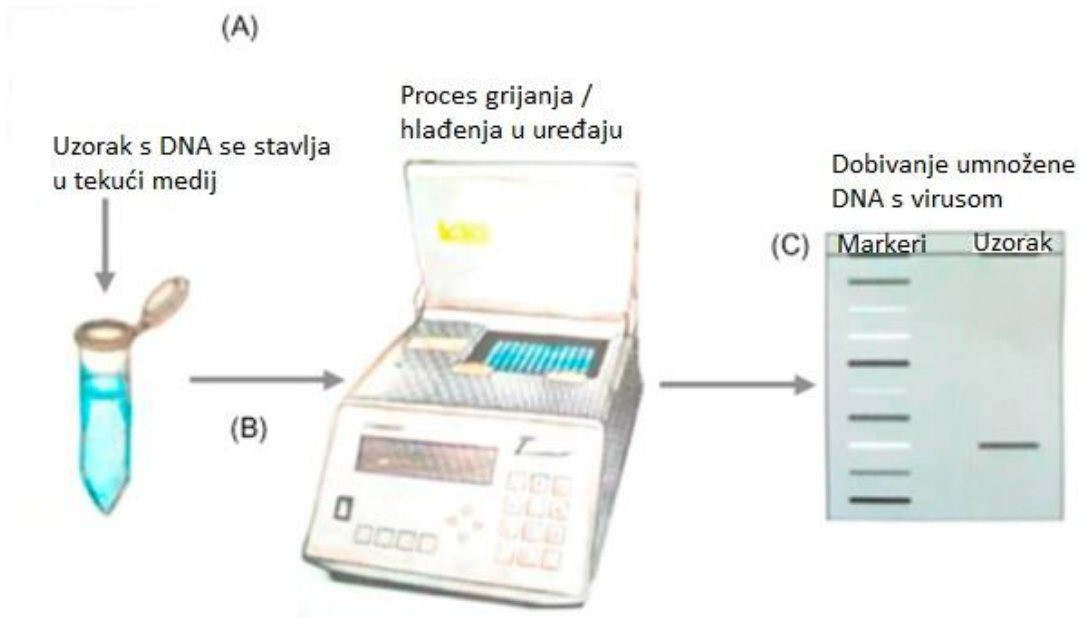 (A)
Uzorak s DNA se stavlja
u tekući medij
Proces grijanja /
hlađenja u uređaju
Dobivanje umnožene
DNA s virusom
(C)
Markeri
Uzorak
(B)